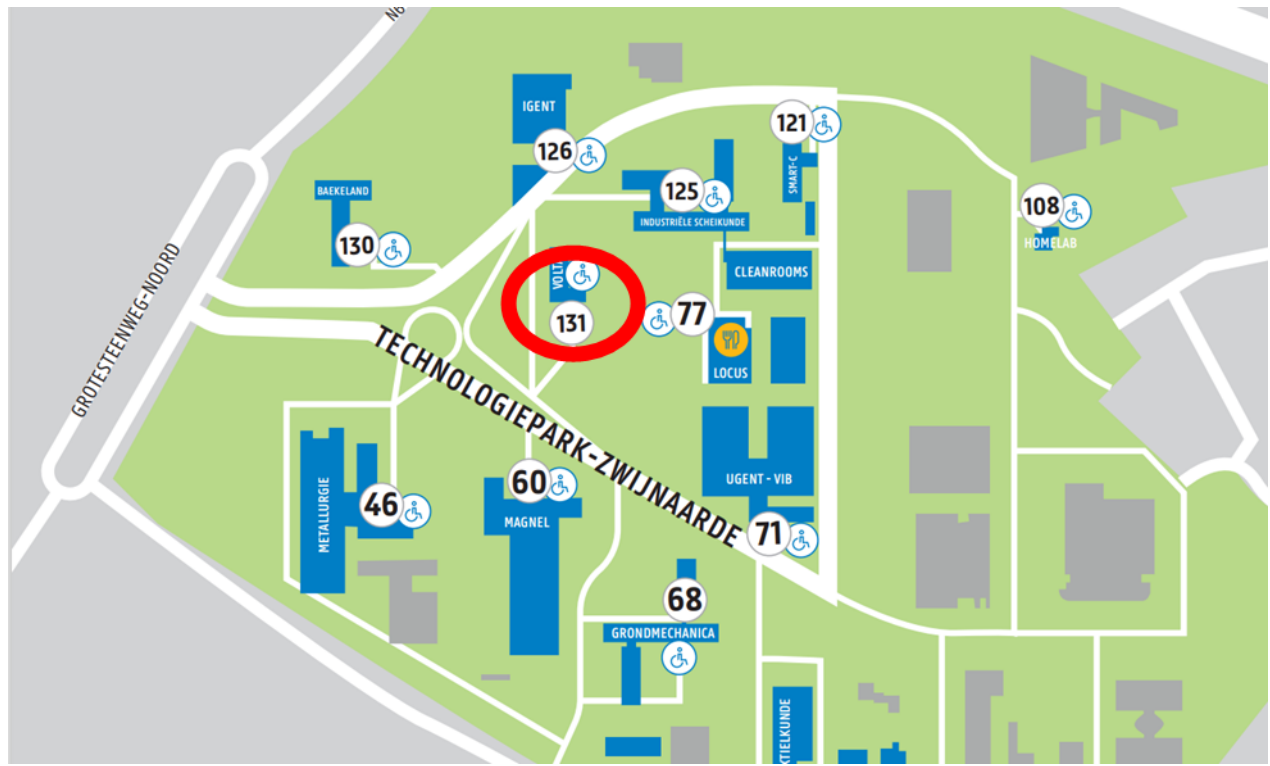 N6
IGENT
126
121
SMART-C
BAEKELAND
130
125
INDUSTRIËLE SCHEIKUNDE
108
HOMELAB
GROTESTEENWEG-NOORD
CLEANROOMS
131
77
LOCUS
TECHNOLOGIEPARK-ZWIJNAARDE
METALLURGIE
46
60
MAGNEL
UGENT - VIB
71
68
GRONDMECHANICA